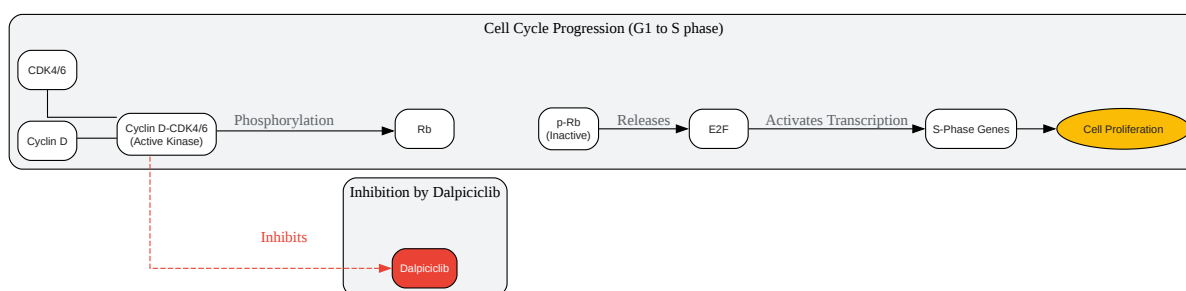 Cell Cycle Progression (G1 to S phase)
CDK4/6
Cyclin D
Cyclin D-CDK4/6
(Active Kinase)
Phosphorylation
Rb
p-Rb
(Inactive)
Releases
E2F
Activates Transcription
S-Phase Genes
Cell Proliferation
Inhibition by Dalpiciclib
Inhibits
Dalpiciclib